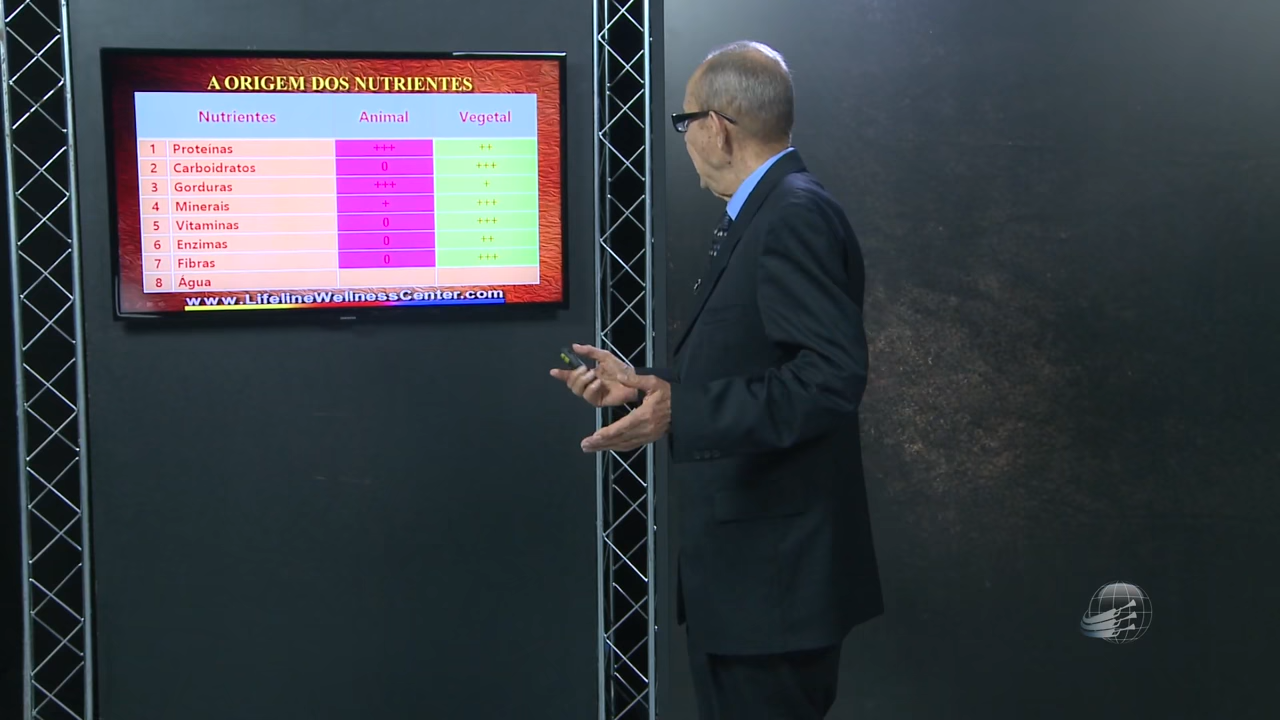 A ORIGEM DOS NUTRIENTES
Nutrientes Animal Vegetal
1 Proteínas +++ ++
2 Carboidratos 0 +++
3 Gorduras +++ +
4 Minerais + +++
5 Vitaminas 0 +++
6 Enzimas 0 ++
7 Fibras 0 +++
8 Água
www.LifelineWellnessCenter.com